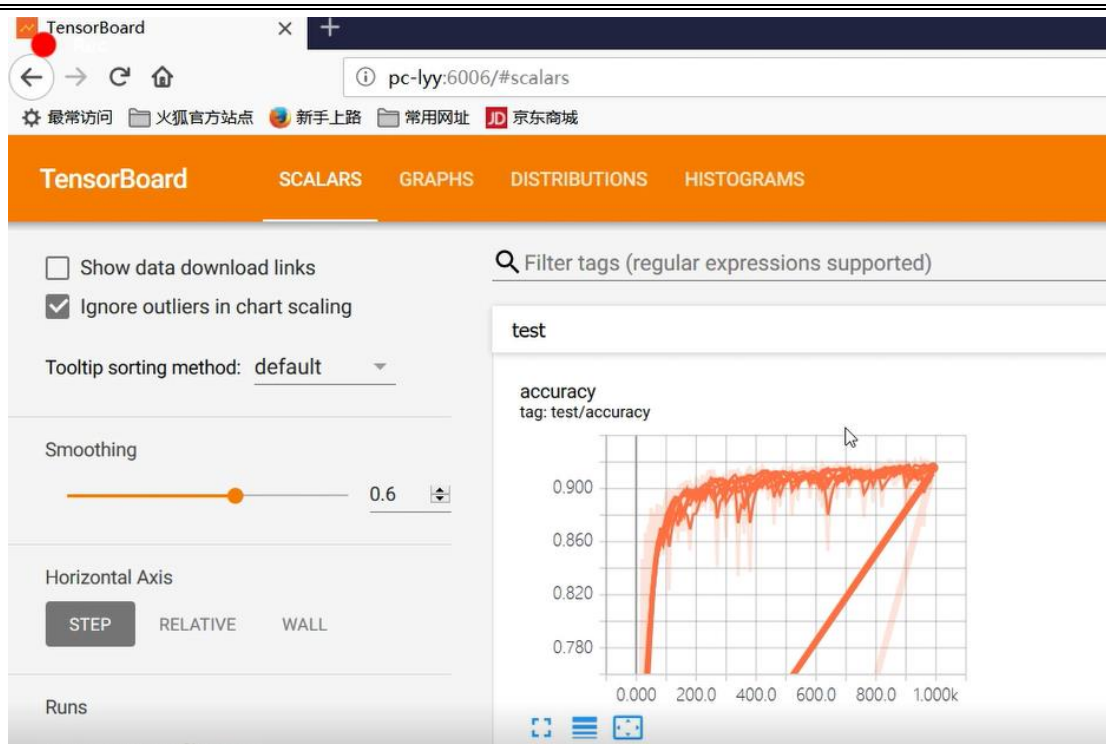 TensorBoard
pc-lyy:6006/#scalars
最常访问 火狐官方站点 新手上路 常用网址 JD 京东商城
TensorBoard SCALARS GRAPHS DISTRIBUTIONS HISTOGRAMS
Show data download links
Ignore outliers in chart scaling
Tooltip sorting method: default
Smoothing
0.6
Horizontal Axis
STEP RELATIVE WALL
Runs
Filter tags (regular expressions supported)
test
accuracy
tag: test/accuracy
0.900
0.860
0.820
0.780
0.000 200.0 400.0 600.0 800.0 1.000k